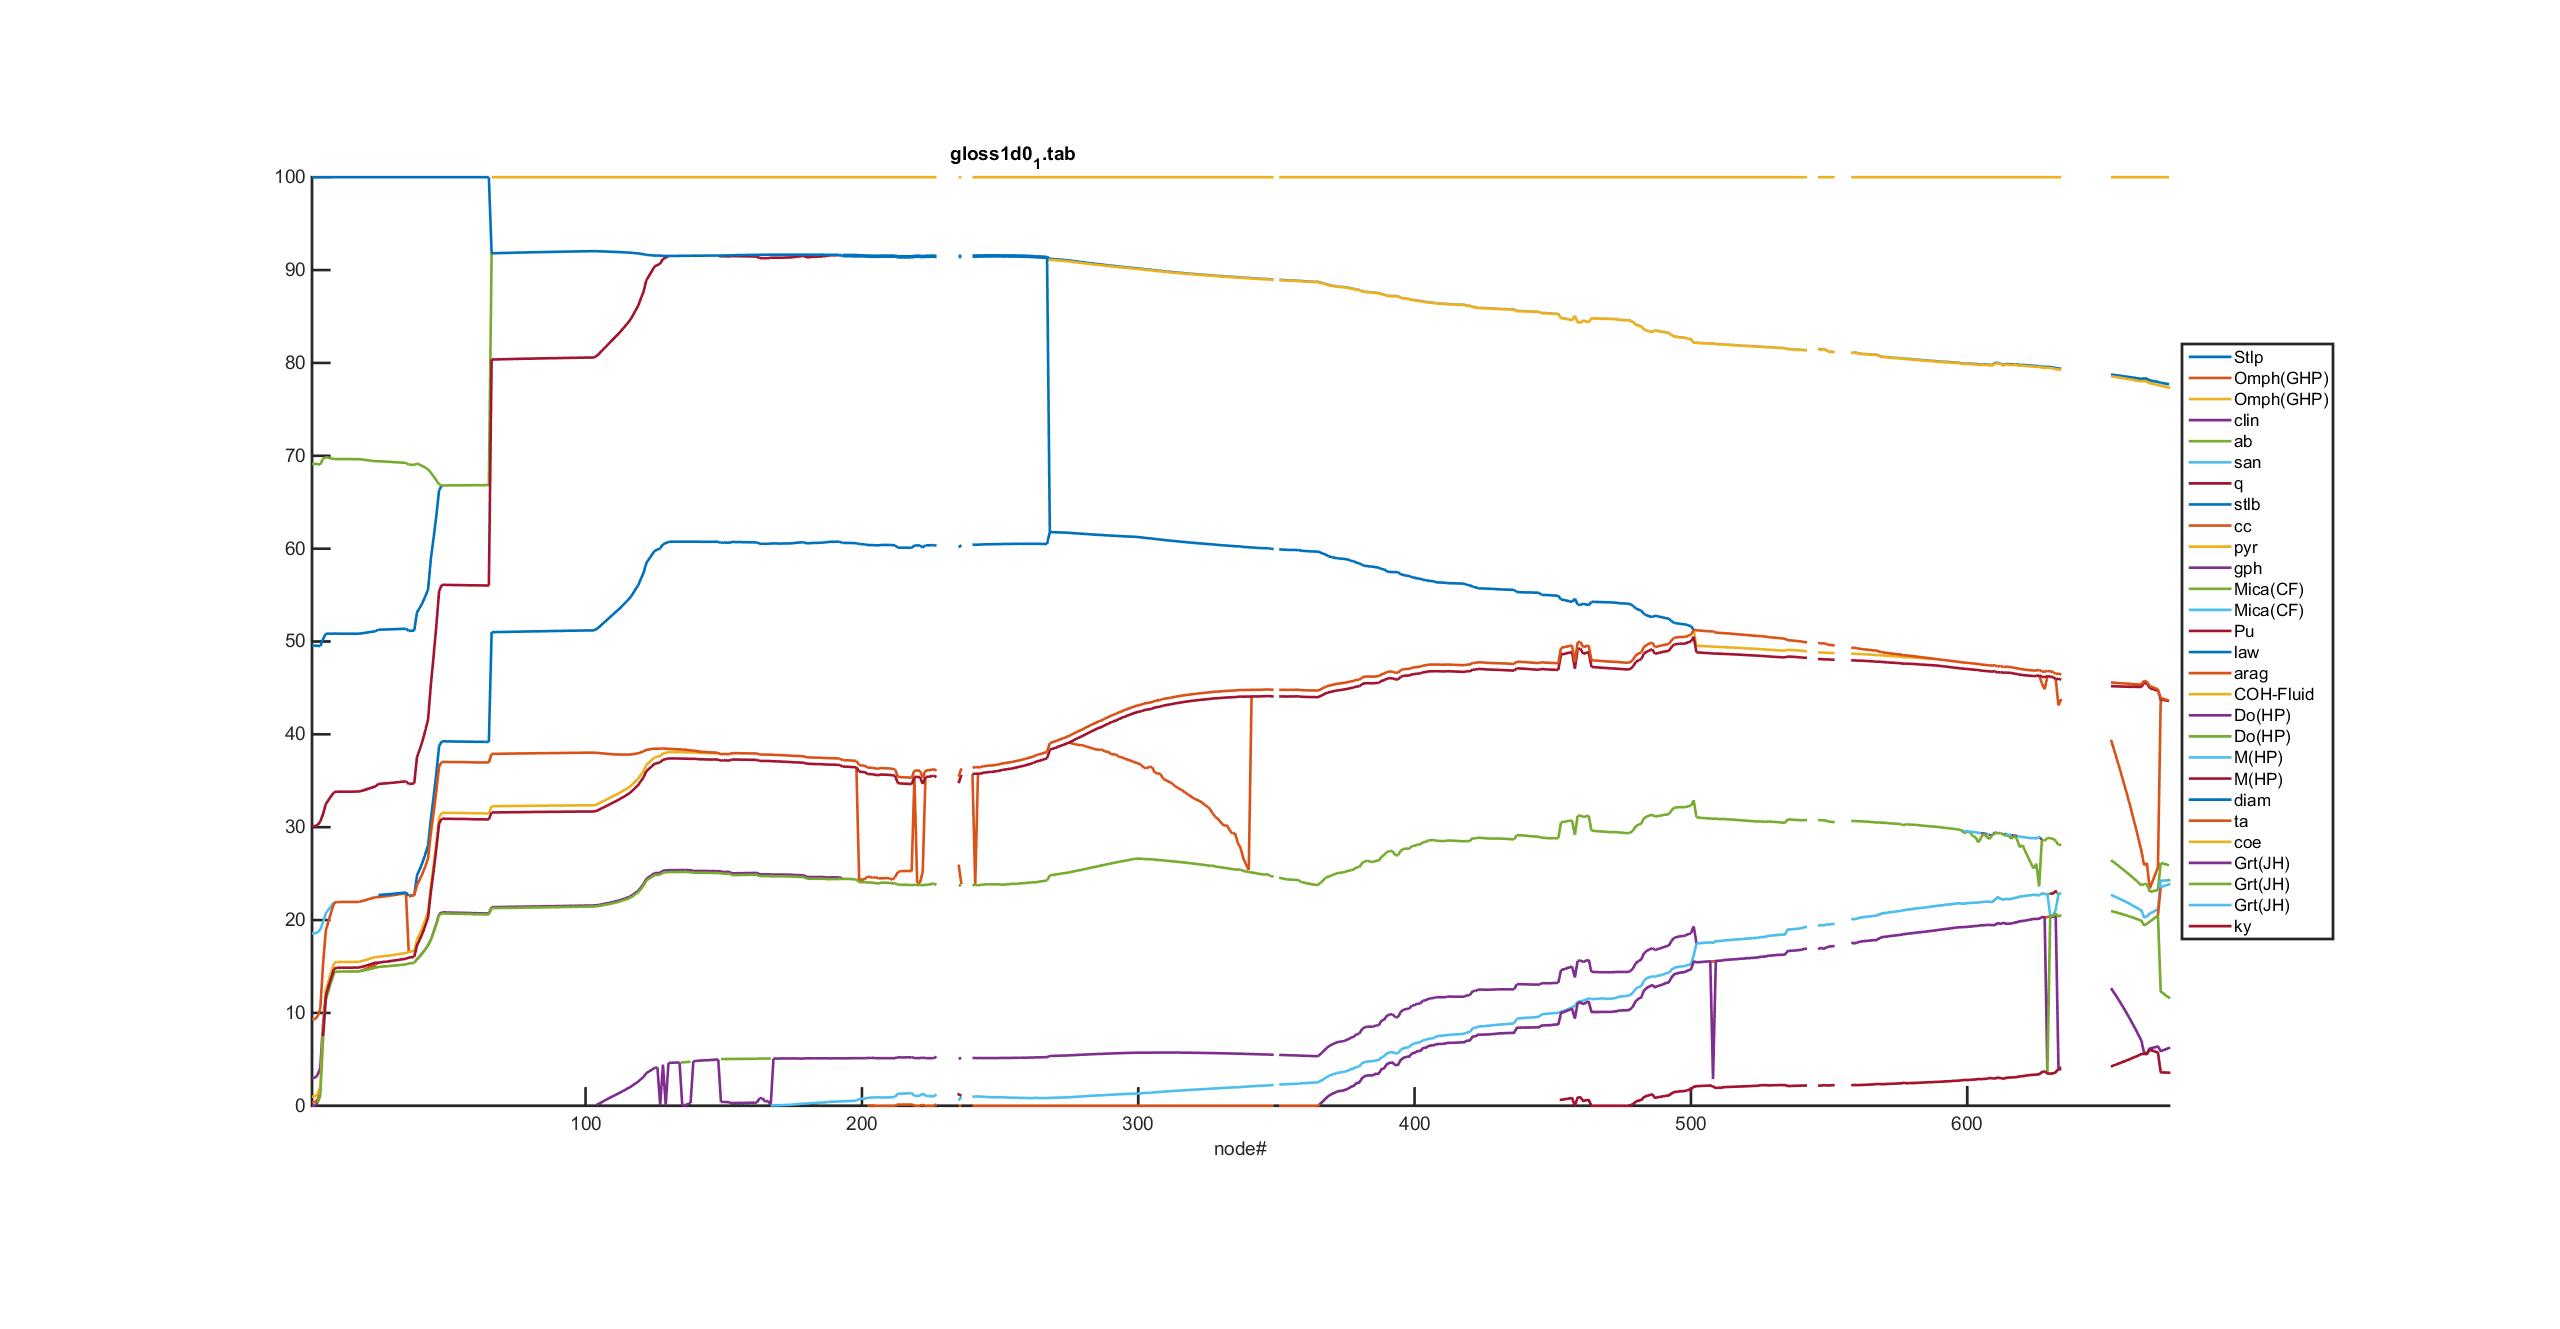 gloss1d0₁.tab
100
90
80
70
60
50
40
30
20
10
0
100 200 300 400 500 600
node#
Stlp
Omph(GHP)
Omph(GHP)
clin
ab
san
q
stlb
cc
pyr
gph
Mica(CF)
Mica(CF)
Pu
law
arag
COH-Fluid
Do(HP)
Do(HP)
M(HP)
M(HP)
diam
ta
coe
Grt(JH)
Grt(JH)
Grt(JH)
ky